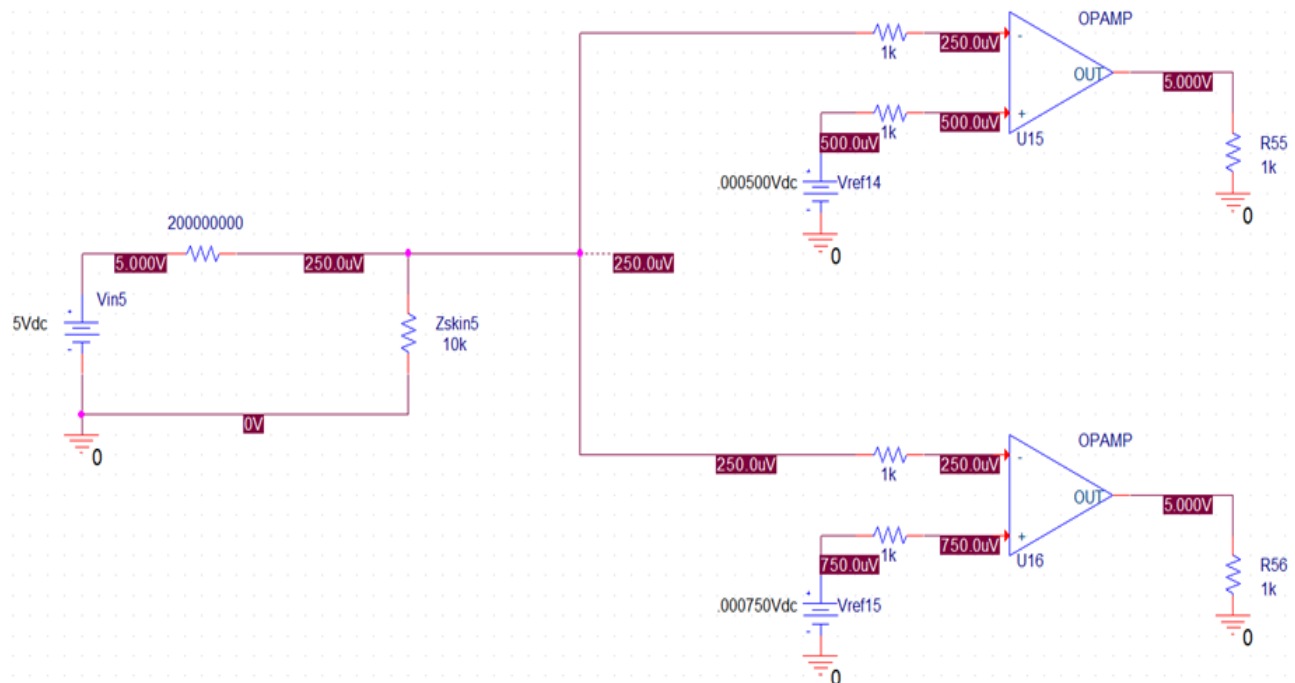 OPAMP
1k
250.0uV
-
OUT
5.000V
1k
500.0uV
+
U15
500.0uV
R55
1k
.000500Vdc
+
-
Vref14
0
0
200000000
5.000V
250.0uV
250.0uV
Vin5
5Vdc
+
-
Zskin5
10k
0V
0
OPAMP
250.0uV
1k
250.0uV
-
OUT
5.000V
1k
750.0uV
+
U16
750.0uV
R56
1k
.000750Vdc
+
-
Vref15
0
0